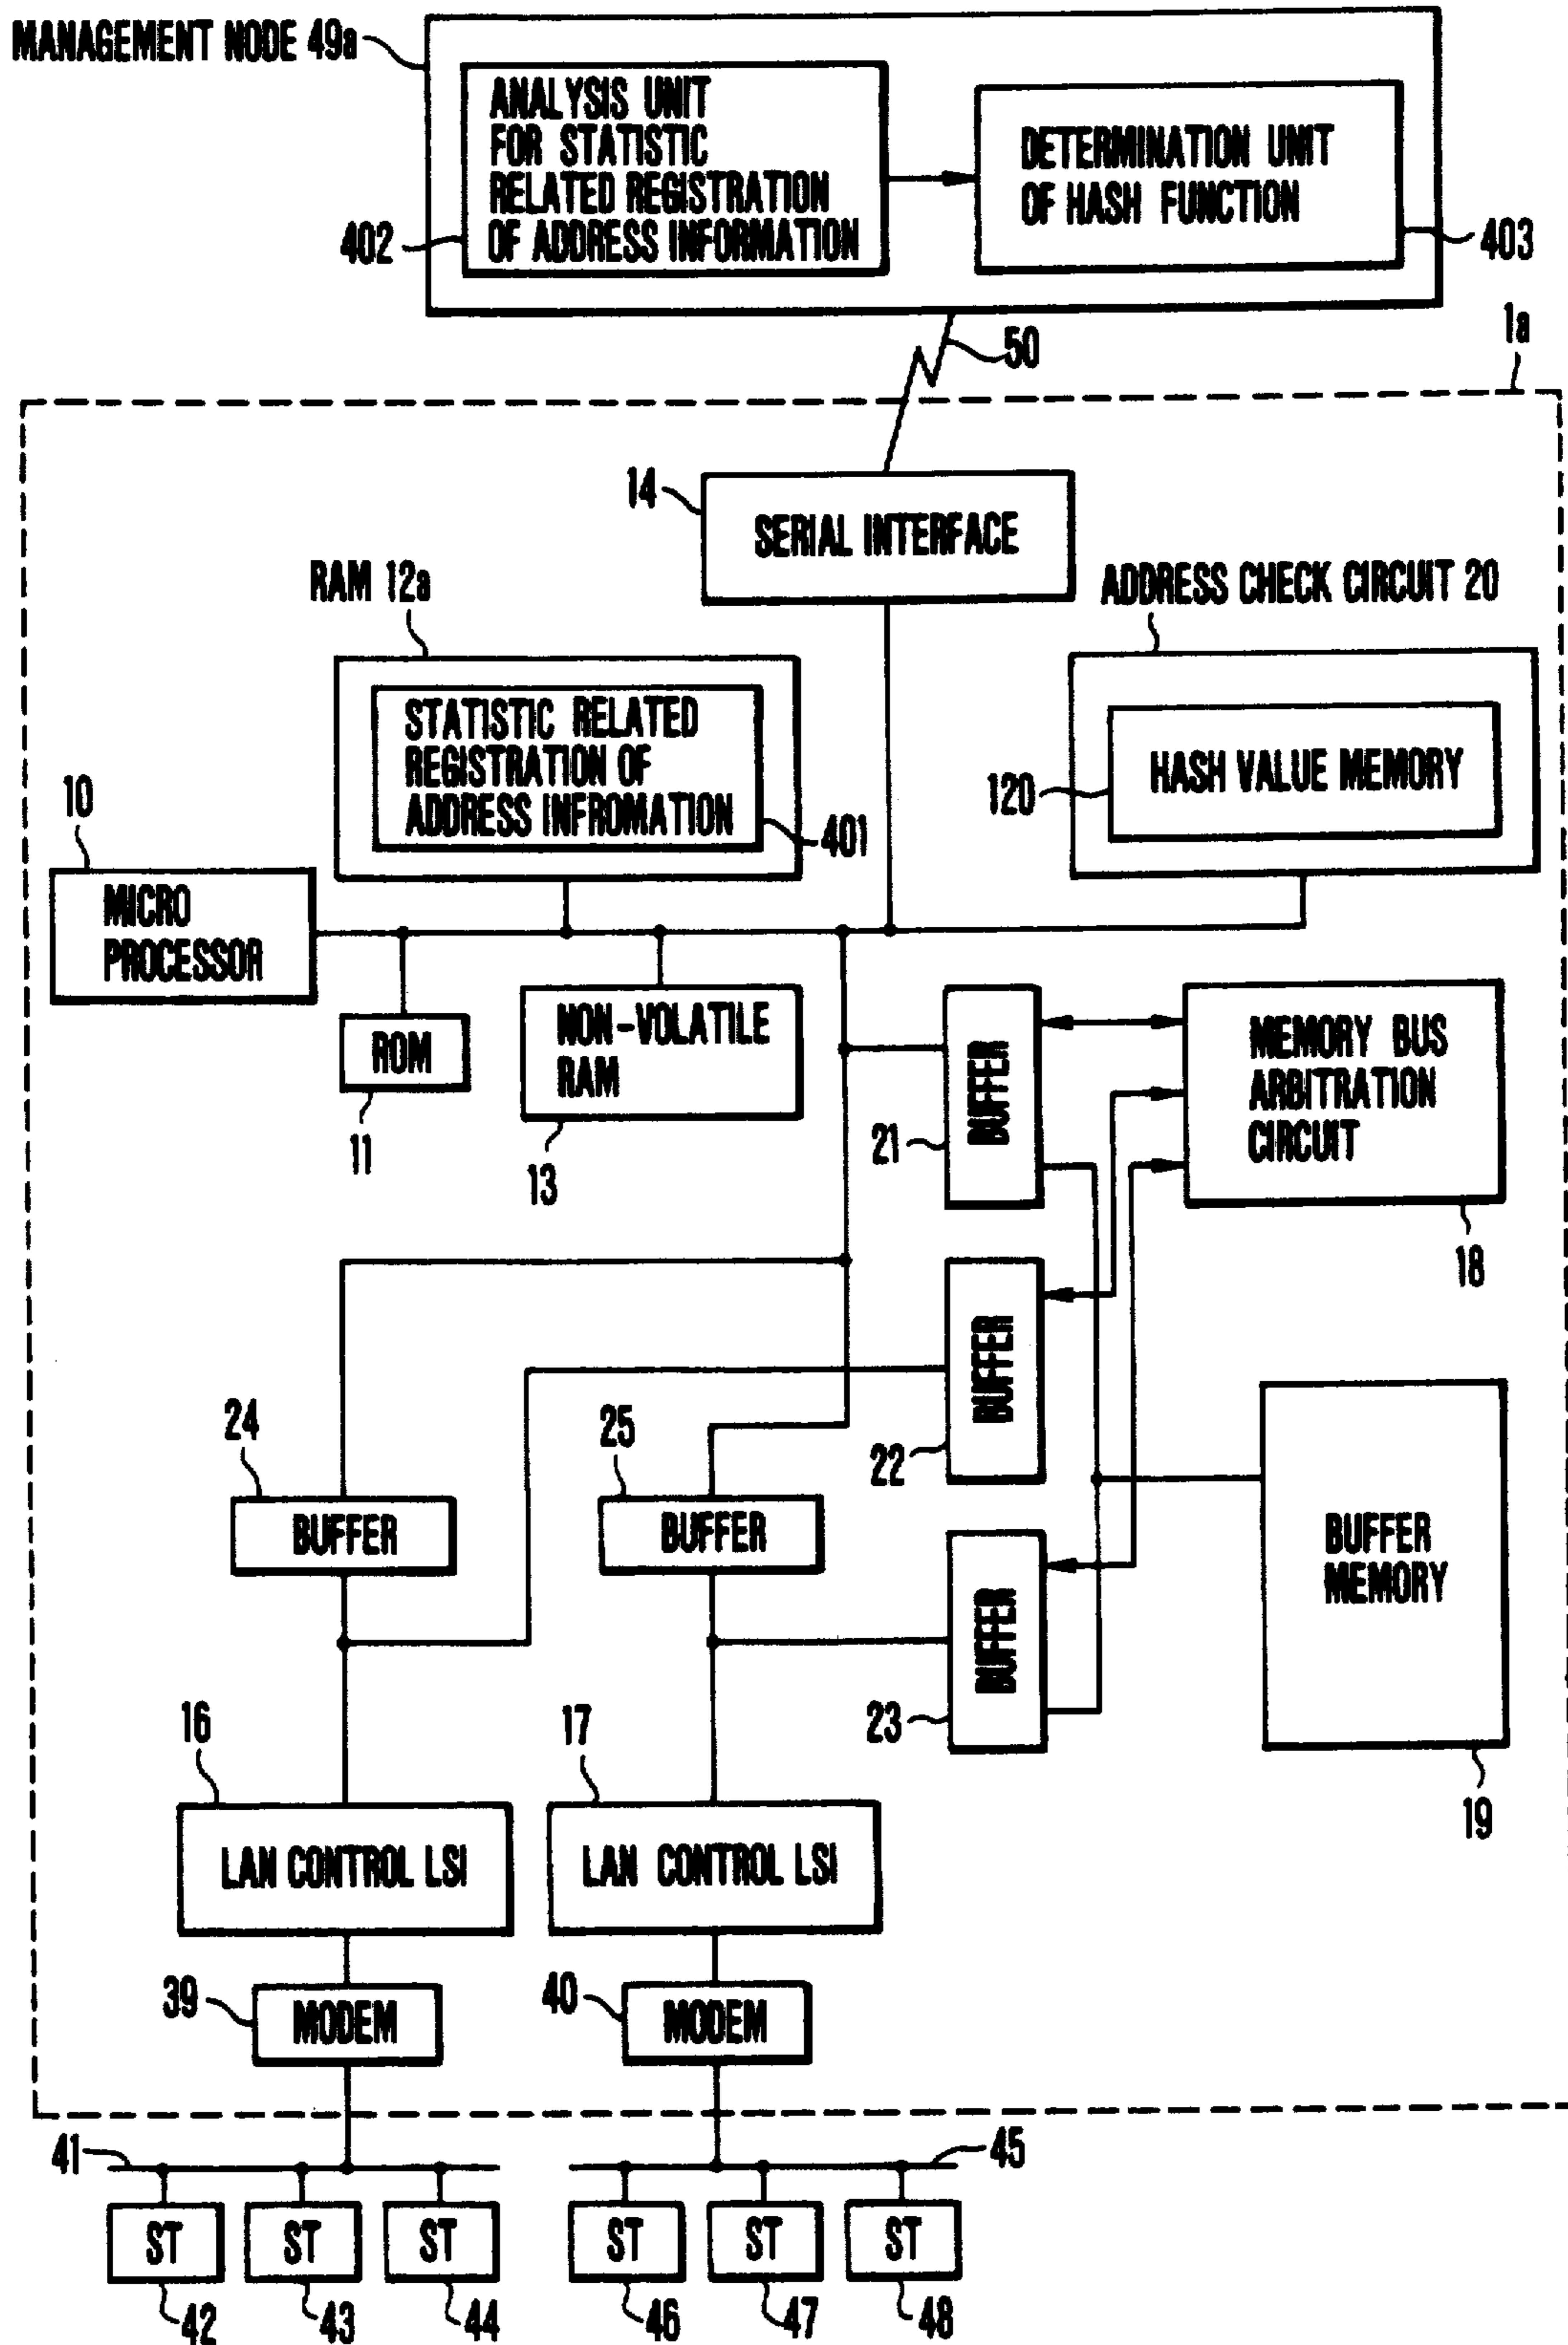 MANAGEMENT NODE 49a
ANALYSIS UNIT
FOR STATISTIC
RELATED REGISTRATION
OF ADDRESS INFORMATION
402
DETERMINATION UNIT
OF HASH FUNCTION
403
50
1a
14
SERIAL INTERFACE
RAM 12a
STATISTIC RELATED
REGISTRATION OF
ADDRESS INFROMATION
401
ADDRESS CHECK CIRCUIT 20
HASH VALUE MEMORY
120
10
MICRO
PROCESSOR
ROM
11
NON-VOLATILE
RAM
13
BUFFER
21
MEMORY BUS
ARBITRATION
CIRCUIT
18
BUFFER
22
24
BUFFER
25
BUFFER
BUFFER
23
BUFFER
MEMORY
19
16
LAN CONTROL LSI
17
LAN CONTROL LSI
39
MODEM
40
MODEM
41
45
ST
ST
ST
ST
ST
ST
42
43
44
46
47
48